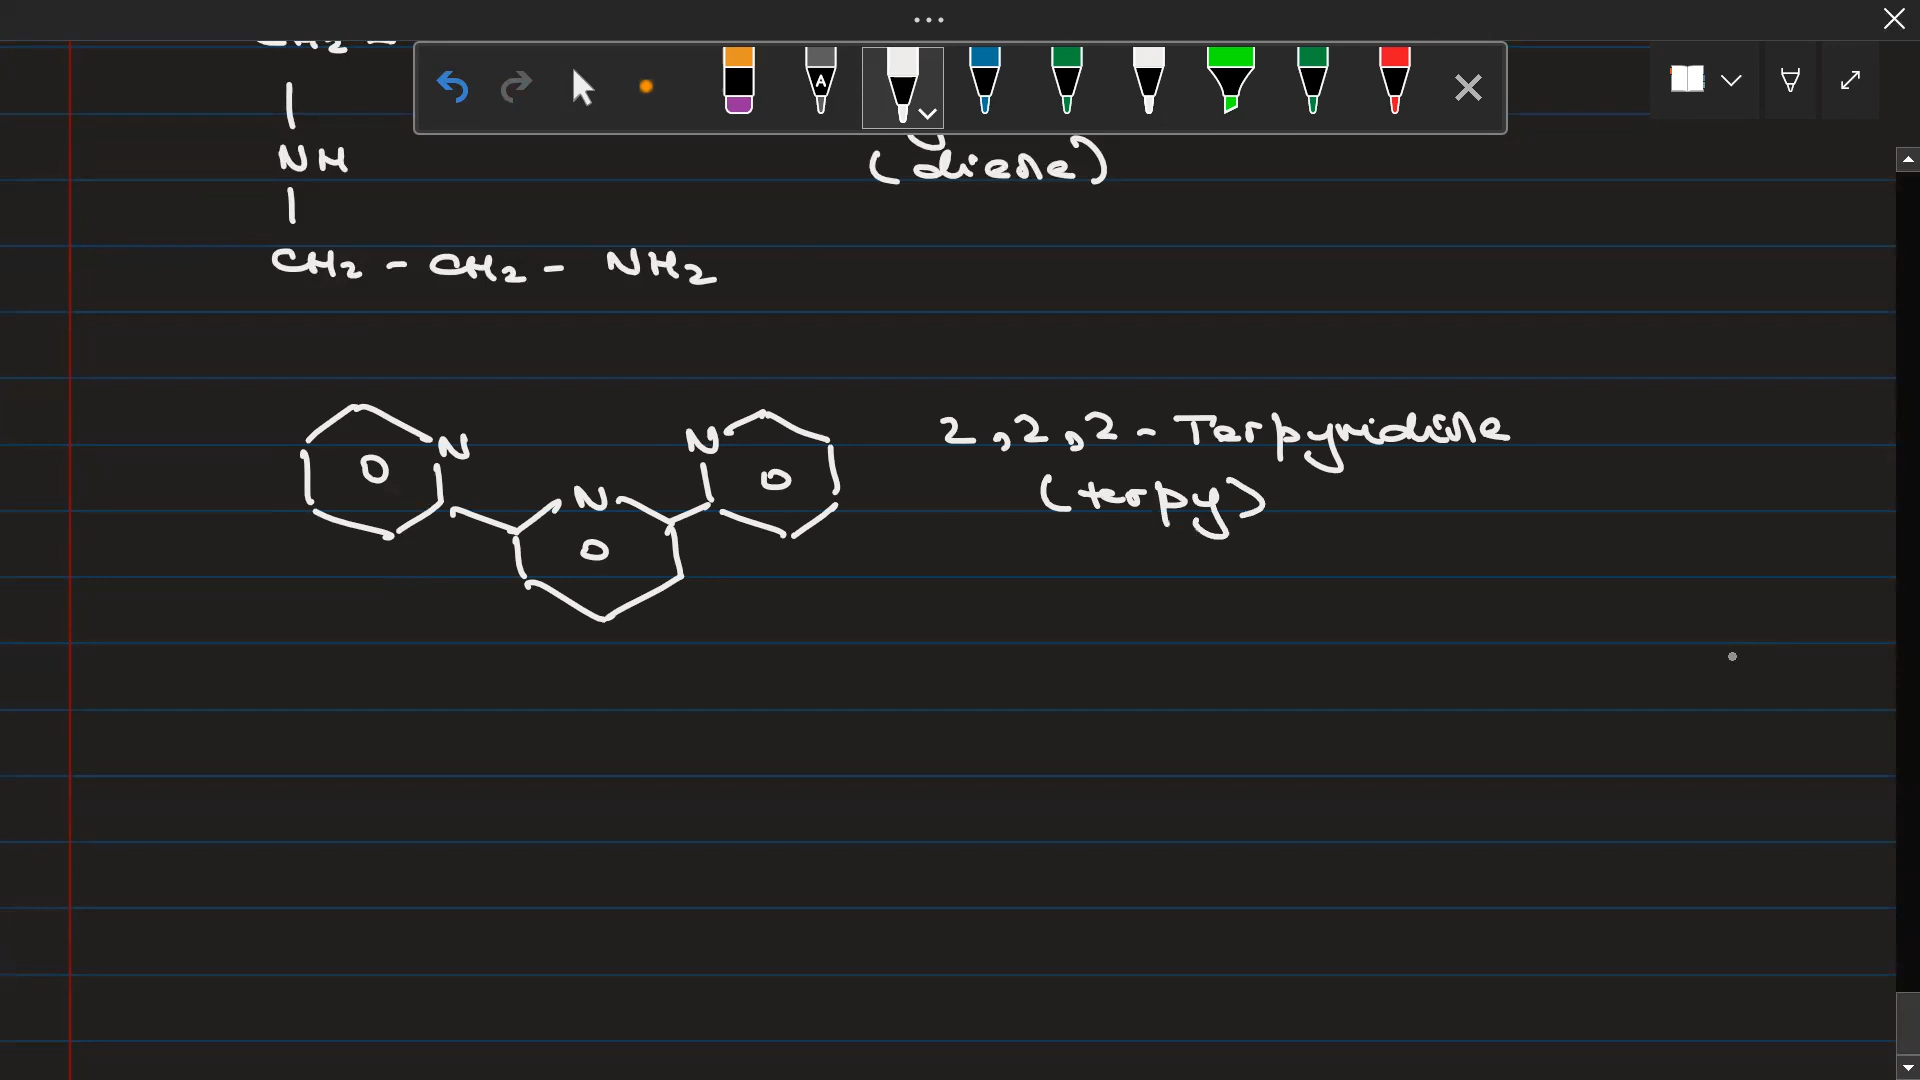 NH
(diene)
CH2 - CH2 - NH2
N
N
2,2,2 - Terpyridine
N
(terpy)